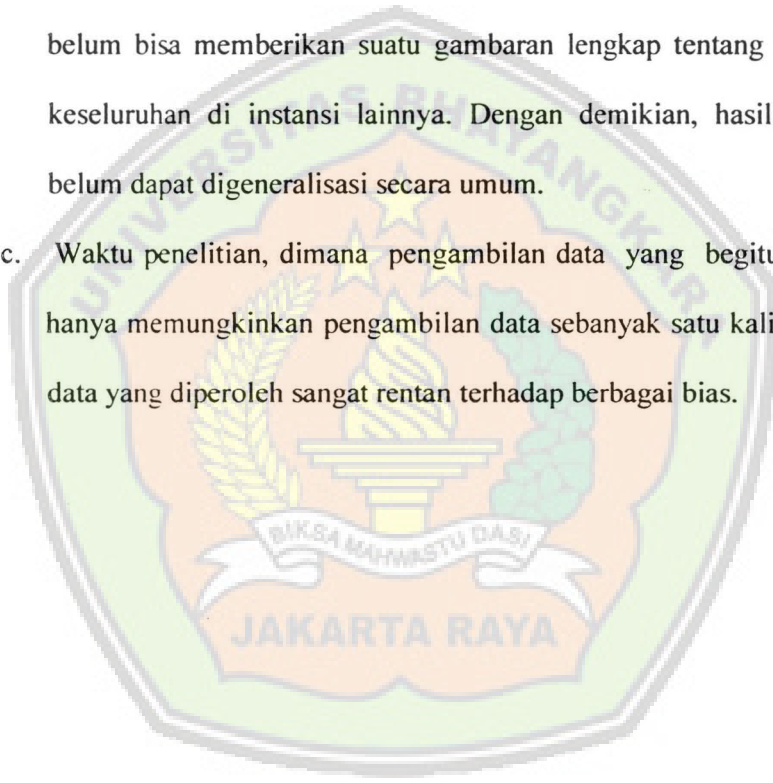 belum bisa memberikan suatu gambaran lengkap tentang
keseluruhan di instansi lainnya. Dengan demikian, hasil
belum dapat digeneralisasi secara umum.
c. Waktu penelitian, dimana pengambilan data yang begitu
hanya memungkinkan pengambilan data sebanyak satu kali
data yang diperoleh sangat rentan terhadap berbagai bias.
UNIVERSITAS BHAYANGKARA
BIKSA MAHWASTU DASI
JAKARTA RAYA